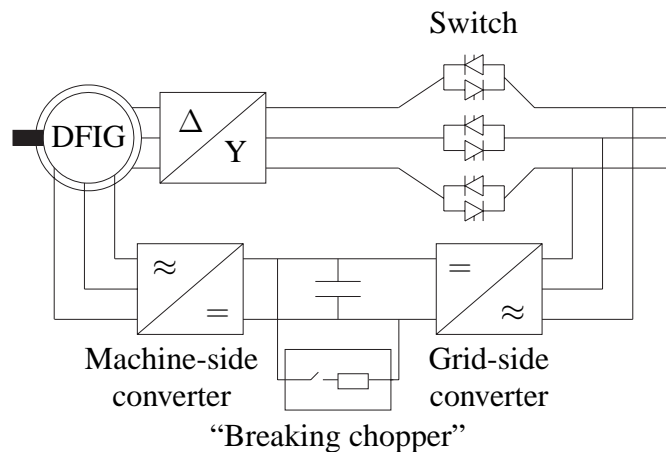 Switch
DFIG
Δ
Y
≈
=
=
≈
Machine-side
converter
Grid-side
converter
“Breaking chopper”